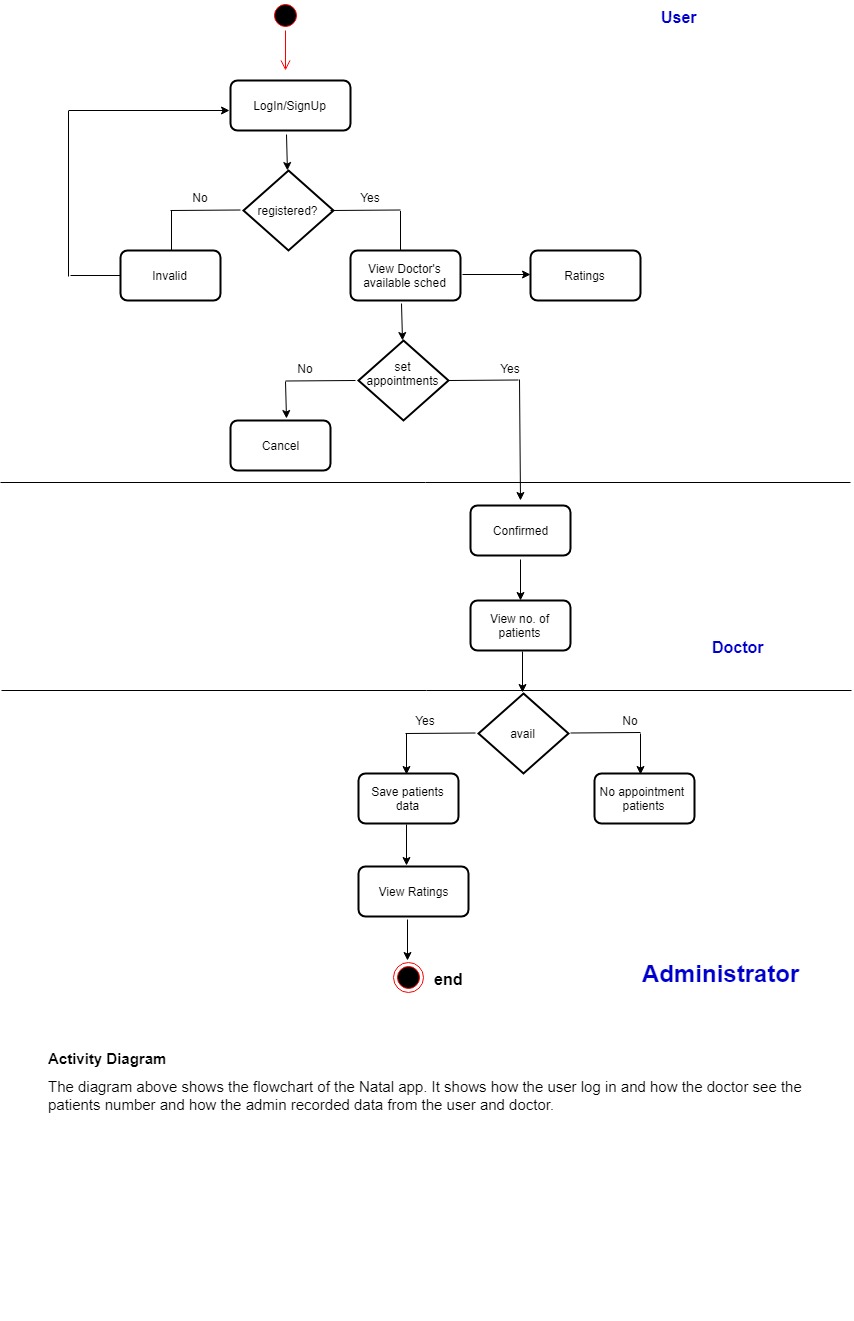 User
LogIn/SignUp
No
registered?
Yes
Invalid
View Doctor's
available sched
Ratings
No
set
appointments
Yes
Cancel
Confirmed
View no. of
patients
Doctor
Yes
avail
No
Save patients
data
No appointment
patients
View Ratings
end
Administrator
Activity Diagram
The diagram above shows the flowchart of the Natal app. It shows how the user log in and how the doctor see the
patients number and how the admin recorded data from the user and doctor.